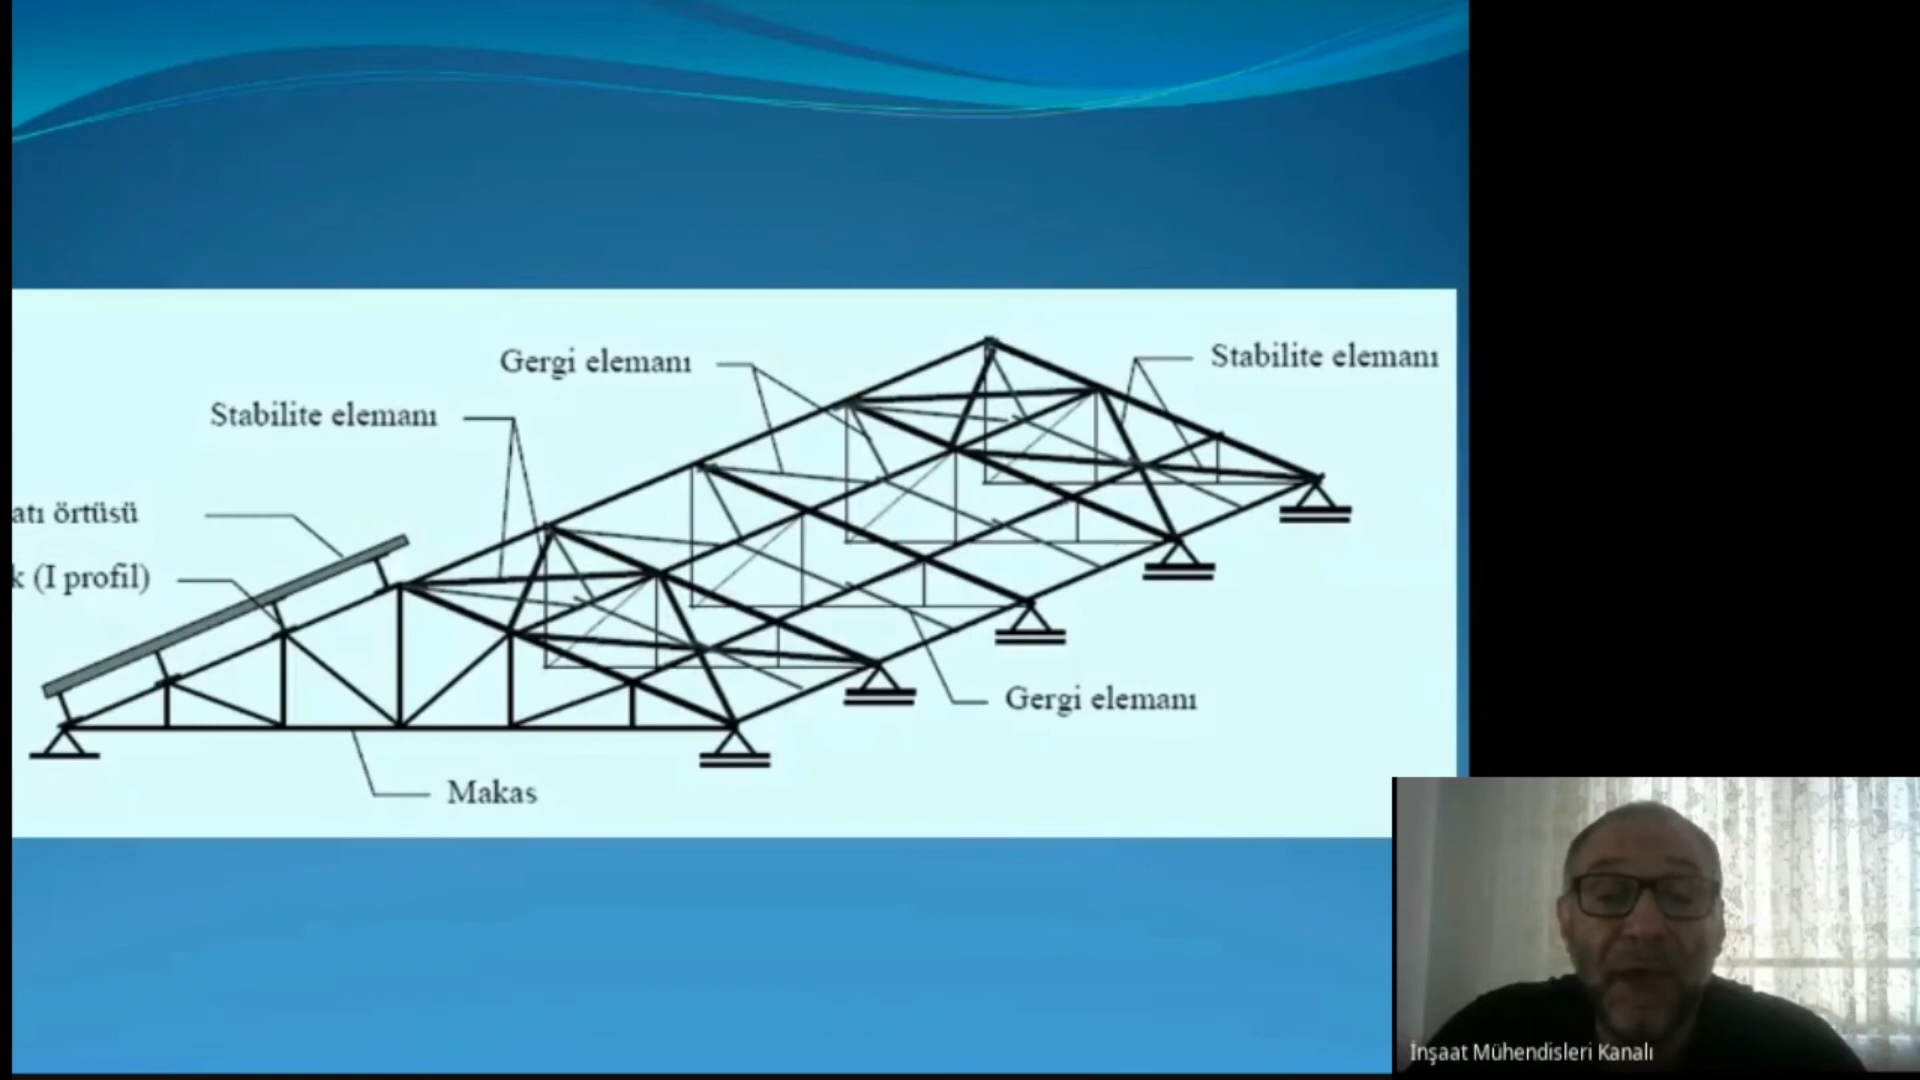 Gergi elemanı
Stabilite elemanı
Stabilite elemanı
atı örtüsü
k (I profil)
Gergi elemanı
Makas
İnşaat Mühendisleri Kanalı